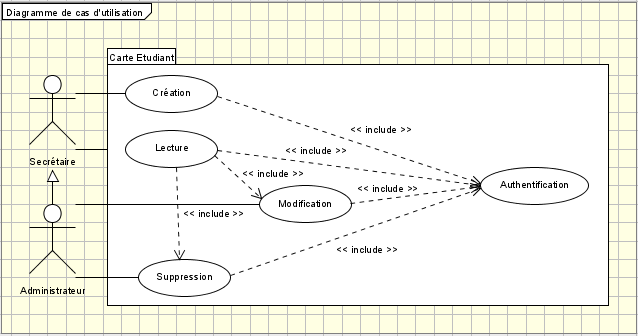 Diagramme de cas d'utilisation
Carte Etudiant
Création
<< include >>
Lecture
<< include >>
Secrétaire
<< include >>
<< include >>
Authentification
Modification
<< include >>
Suppression
<< include >>
Administrateur